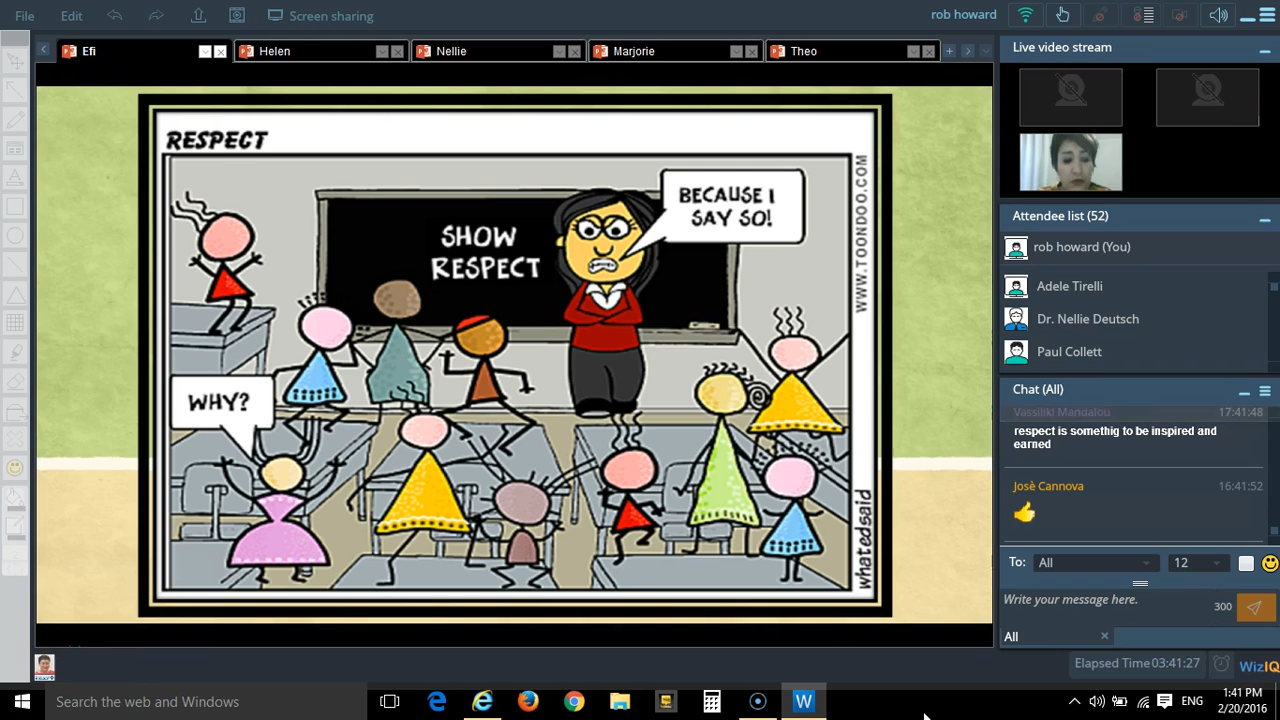 File Edit Screen sharing rob howard
Efi Helen Nellie Marjorie Theo
Live video stream
RESPECT
SHOW
RESPECT
BECAUSE I
SAY SO!
WHY?
WWW.TOONDOO.COM
whatedsaid
Attendee list (52)
rob howard (You)
Adele Tirelli
Dr. Nellie Deutsch
Paul Collett
Chat (All)
Vassiliki Mandalou 17:41:48
respect is somethig to be inspired and
earned
Josè Cannova 16:41:52
To: All 12
Write your message here. 300
All
Elapsed Time 03:41:27 WizIQ
Search the web and Windows
ENG
1:41 PM
2/20/2016